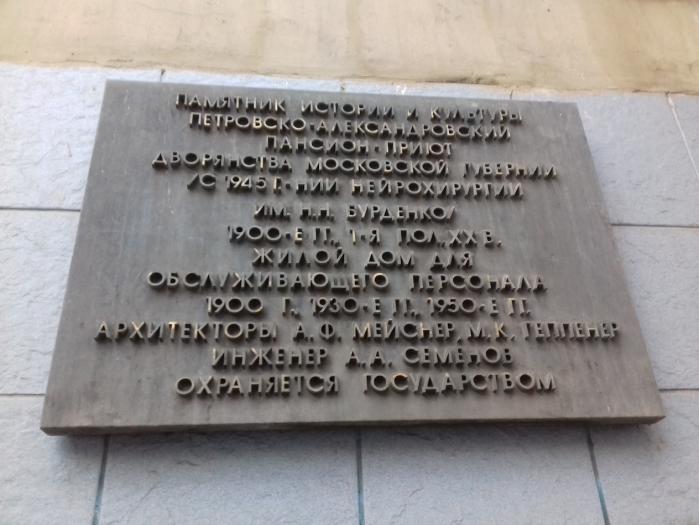 ПАМЯТНИК ИСТОРИИ И КУЛЬТУРЫ
ПЕТРОВСКО-АЛЕКСАНДРОВСКИЙ
ПАНСИОН-ПРИЮТ
ДВОРЯНСТВА МОСКОВСКОЙ ГУБЕРНИИ
/С 1945 Г.-НИИ НЕЙРОХИРУРГИИ
ИМ. Н.Н. БУРДЕНКО/
1900-Е ГГ., 1-Я ПОЛ. XX В.
ЖИЛОЙ ДОМ ДЛЯ
ОБСЛУЖИВАЮЩЕГО ПЕРСОНАЛА
1900 Г., 1930-Е ГГ., 1950-Е ГГ.
АРХИТЕКТОРЫ А.Ф. МЕЙСНЕР, М.К. ГЕППЕНЕР
ИНЖЕНЕР А.А. СЕМЁНОВ
ОХРАНЯЕТСЯ ГОСУДАРСТВОМ